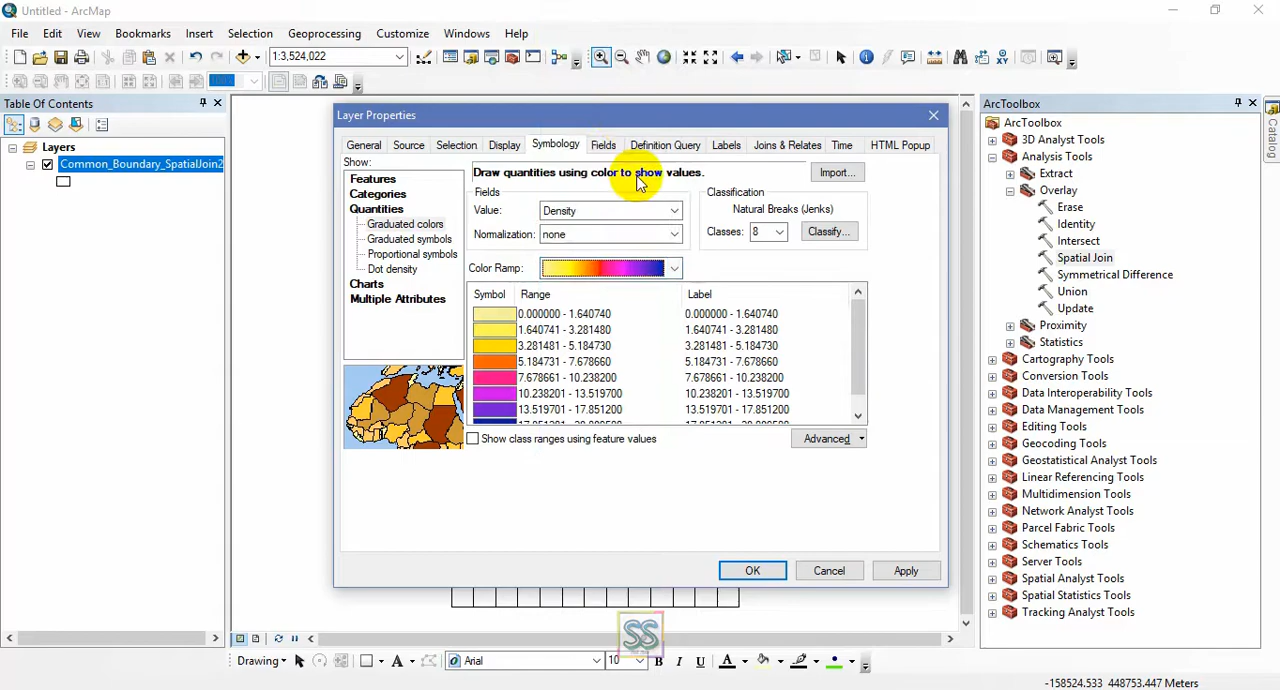 Untitled - ArcMap
File Edit View Bookmarks Insert Selection Geoprocessing Customize Windows Help
1:3,524,022
Table Of Contents
Layers
Common_Boundary_SpatialJoin2
Layer Properties
General Source Selection Display Symbology Fields Definition Query Labels Joins & Relates Time HTML Popup
Show:
Features
Categories
Quantities
Graduated colors
Graduated symbols
Proportional symbols
Dot density
Charts
Multiple Attributes
Draw quantities using color to show values.
Import...
Fields
Value: Density
Normalization: none
Classification
Natural Breaks (Jenks)
Classes: 8 Classify...
Color Ramp:
Symbol Range Label
0.000000 - 1.640740 0.000000 - 1.640740
1.640741 - 3.281480 1.640741 - 3.281480
3.281481 - 5.184730 3.281481 - 5.184730
5.184731 - 7.678660 5.184731 - 7.678660
7.678661 - 10.238200 7.678661 - 10.238200
10.238201 - 13.519700 10.238201 - 13.519700
13.519701 - 17.851200 13.519701 - 17.851200
Show class ranges using feature values
Advanced
OK Cancel Apply
ArcToolbox
ArcToolbox
3D Analyst Tools
Analysis Tools
Extract
Overlay
Erase
Identity
Intersect
Spatial Join
Symmetrical Difference
Union
Update
Proximity
Statistics
Cartography Tools
Conversion Tools
Data Interoperability Tools
Data Management Tools
Editing Tools
Geocoding Tools
Geostatistical Analyst Tools
Linear Referencing Tools
Multidimension Tools
Network Analyst Tools
Parcel Fabric Tools
Schematics Tools
Server Tools
Spatial Analyst Tools
Spatial Statistics Tools
Tracking Analyst Tools
Catalog
SS
Drawing A Arial 10 B I U A
-158524.533 448753.447 Meters